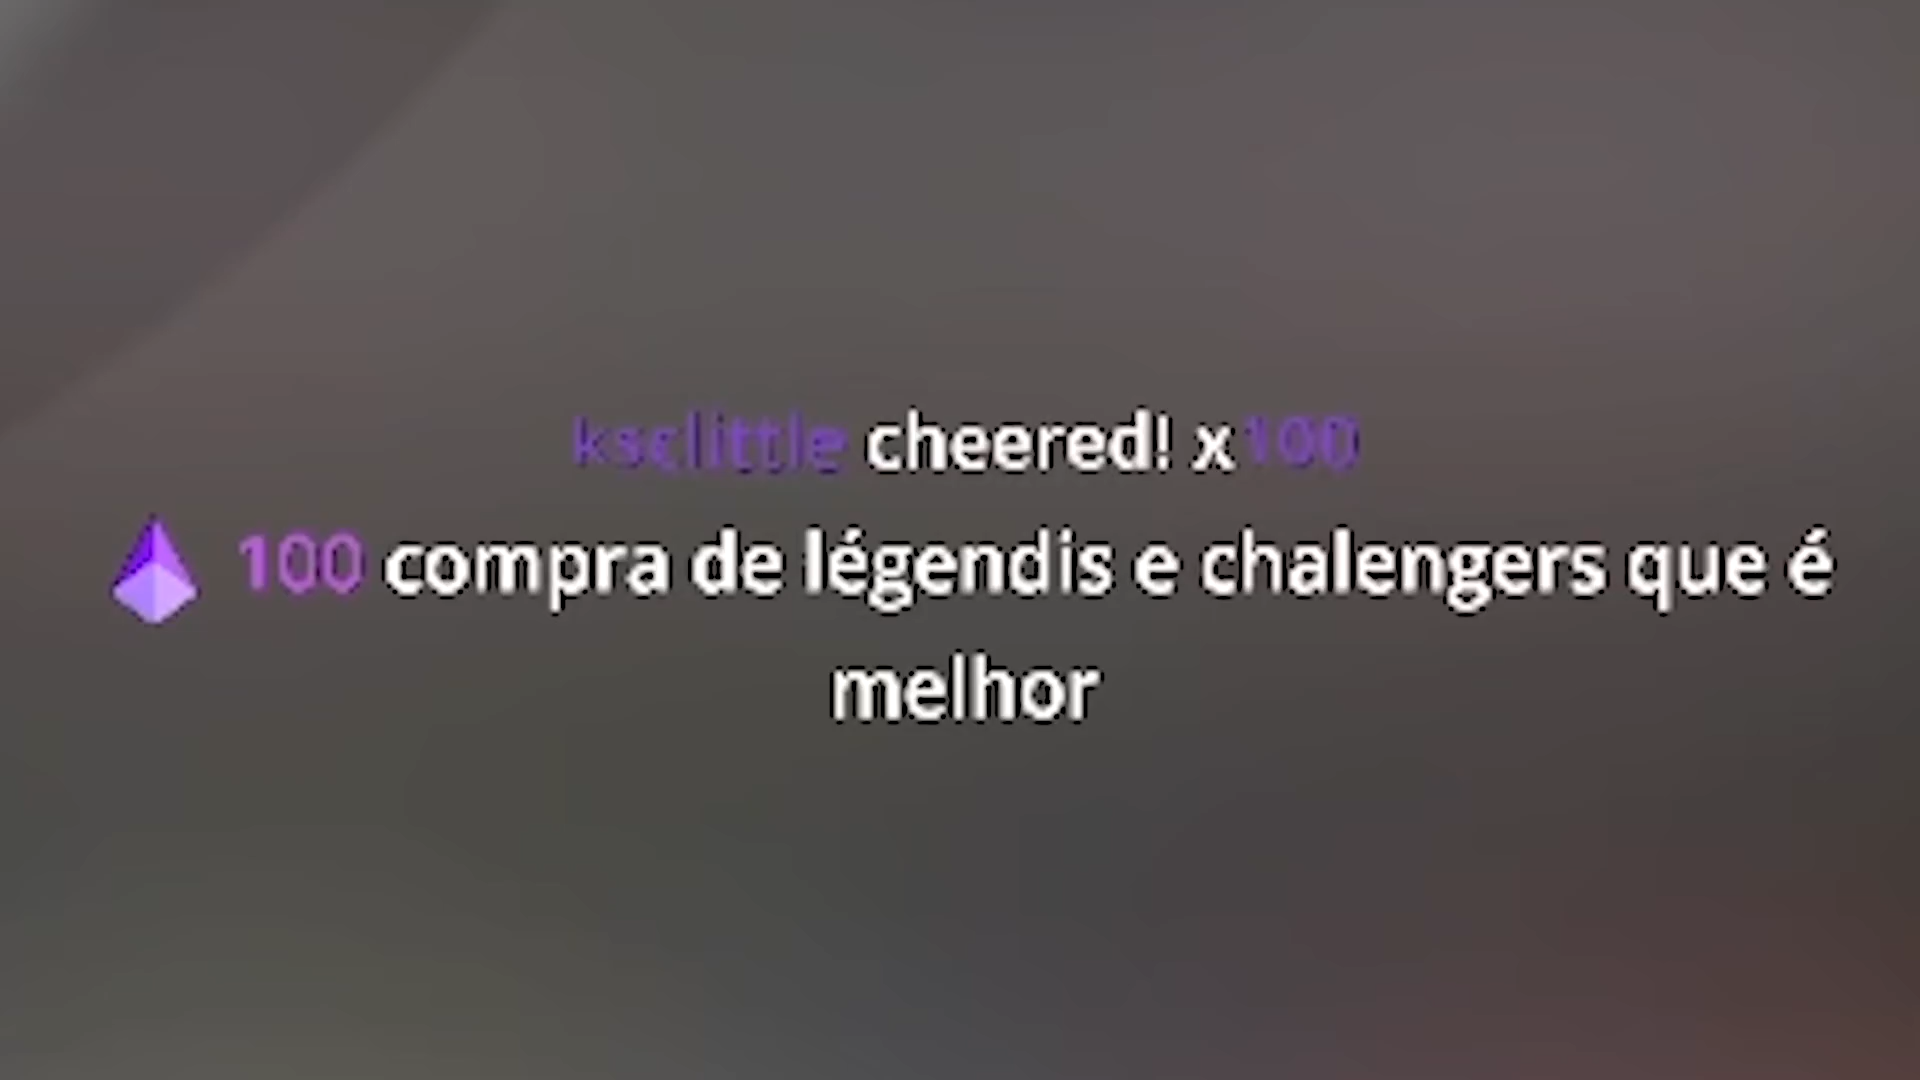 ksclittle cheered! x100
100 compra de légendis e chalengers que é
melhor